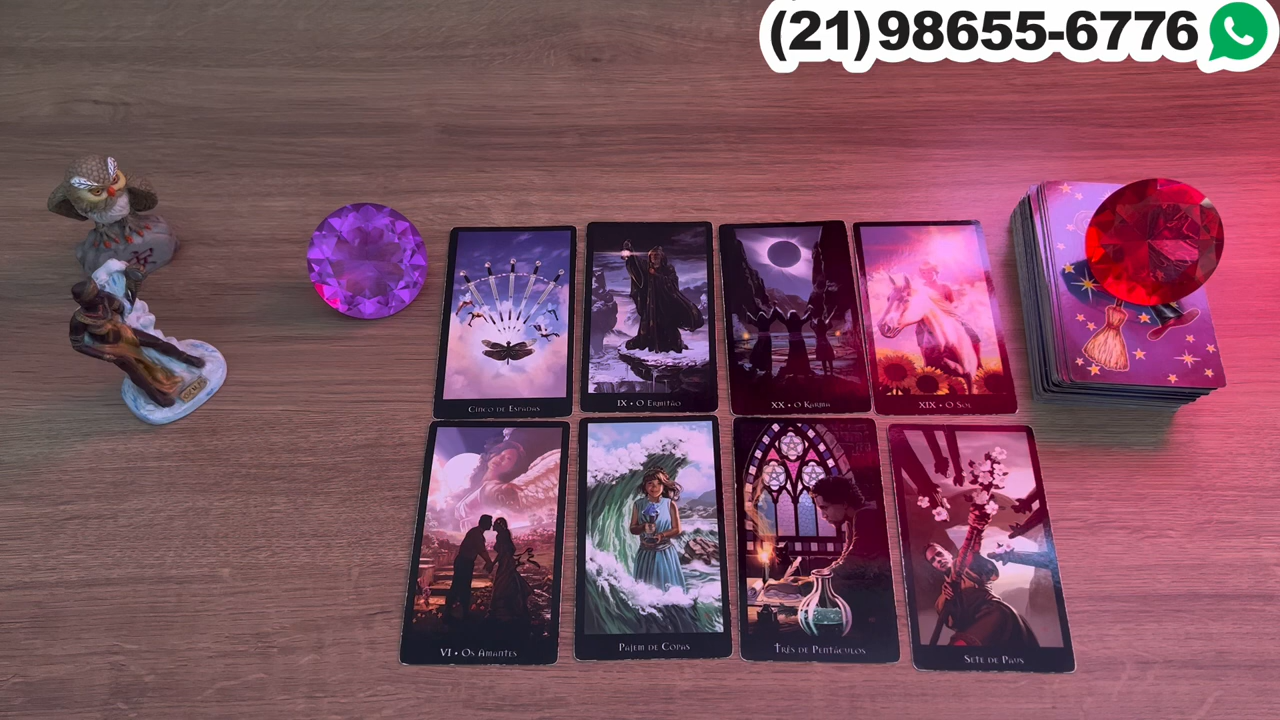 (21)98655-6776
CINCO DE ESPADAS
IX • O ERMITÃO
XX • O KARMA
XIX • O SOL
VI • OS AMANTES
PAJEM DE COPAS
TRÊS DE PENTÁCULOS
SETE DE PAUS